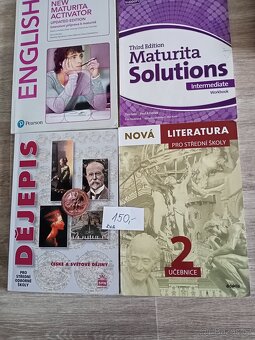 ENGLISH
NEW
MATURITA
ACTIVATOR
UPDATED EDITION
Pearson
Third Edition
Maturita
Solutions
Intermediate
Workbook
DĚJEPIS
PRO
STŘEDNÍ
ODBORNÉ
ŠKOLY
ČESKÉ A SVĚTOVÉ DĚJINY
150,-
NOVÁ LITERATURA
PRO STŘEDNÍ ŠKOLY
2
UČEBNICE
didaktis